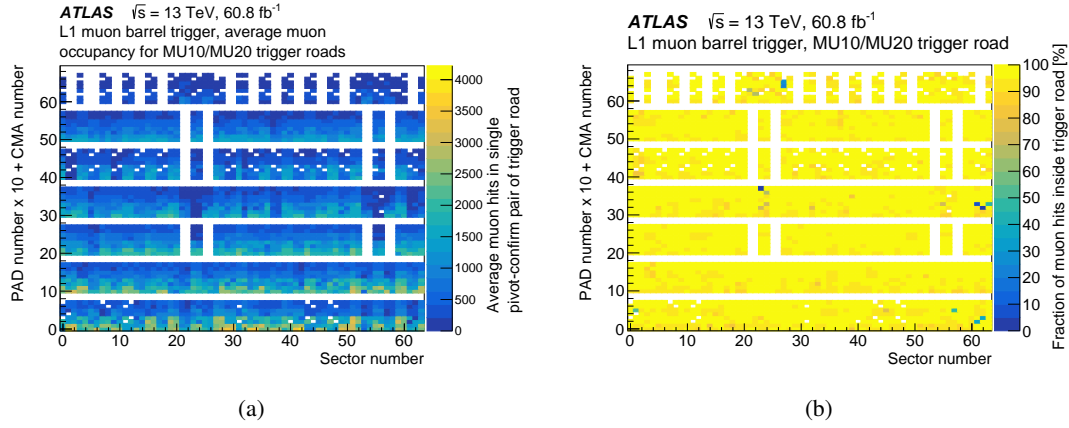 ATLAS √s = 13 TeV, 60.8 fb⁻¹
L1 muon barrel trigger, average muon
occupancy for MU10/MU20 trigger roads
PAD number x 10 + CMA number
60
50
40
30
20
10
0
0 10 20 30 40 50 60
Sector number
4000
3500
3000
2500
2000
1500
1000
500
0
Average muon hits in single
pivot-confirm pair of trigger road
(a)
ATLAS √s = 13 TeV, 60.8 fb⁻¹
L1 muon barrel trigger, MU10/MU20 trigger road
PAD number x 10 + CMA number
60
50
40
30
20
10
0
0 10 20 30 40 50 60
Sector number
100
90
80
70
60
50
40
30
20
10
0
Fraction of muon hits inside trigger road [%]
(b)